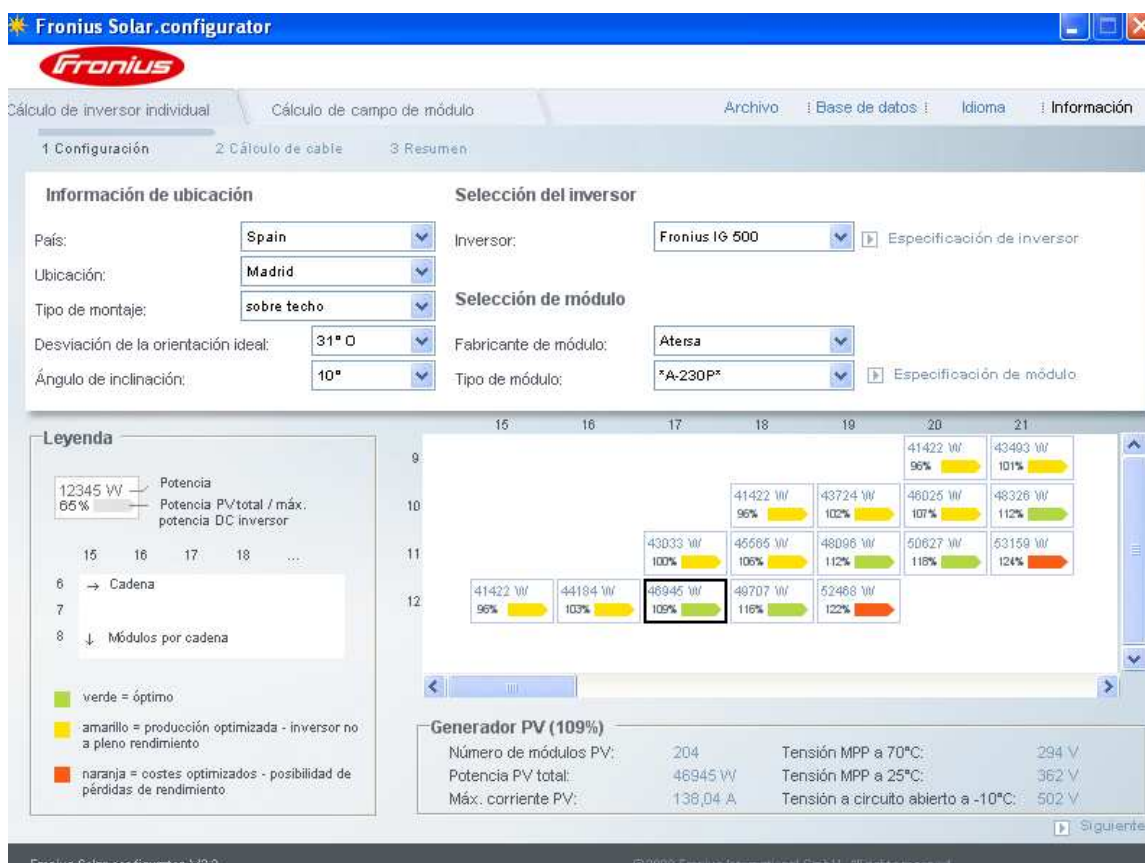 Fronius Solar.configurator
Fronius
Cálculo de inversor individual Cálculo de campo de módulo Archivo Base de datos Idioma Información
1 Configuración 2 Cálculo de cable 3 Resumen
Información de ubicación Selección del inversor
País: Spain Inversor: Fronius IG 500 Especificación de inversor
Ubicación: Madrid
Tipo de montaje: sobre techo Selección de módulo
Desviación de la orientación ideal: 31° O Fabricante de módulo: Atersa
Ángulo de inclinación: 10° Tipo de módulo: *A-230P* Especificación de módulo
Leyenda
12345 W Potencia
65% Potencia PVtotal / máx.
potencia DC inversor
15 16 17 18 ...
6 → Cadena
7
8 ↓ Módulos por cadena
verde = óptimo
amarillo = producción optimizada - inversor no
a pleno rendimiento
naranja = costes optimizados - posibilidad de
pérdidas de rendimiento
15 16 17 18 19 20 21
9 41422 W 43493 W
96% 101%
10 41422 W 43724 W 46025 W 48326 W
96% 102% 107% 112%
11 43033 W 45565 W 48096 W 50627 W 53159 W
100% 106% 112% 118% 124%
12 41422 W 44184 W 46945 W 49707 W 52468 W
96% 103% 109% 116% 122%
Generador PV (109%)
Número de módulos PV: 204 Tensión MPP a 70°C: 294 V
Potencia PV total: 46945 W Tensión MPP a 25°C: 362 V
Máx. corriente PV: 138,04 A Tensión a circuito abierto a -10°C: 502 V
Siguiente